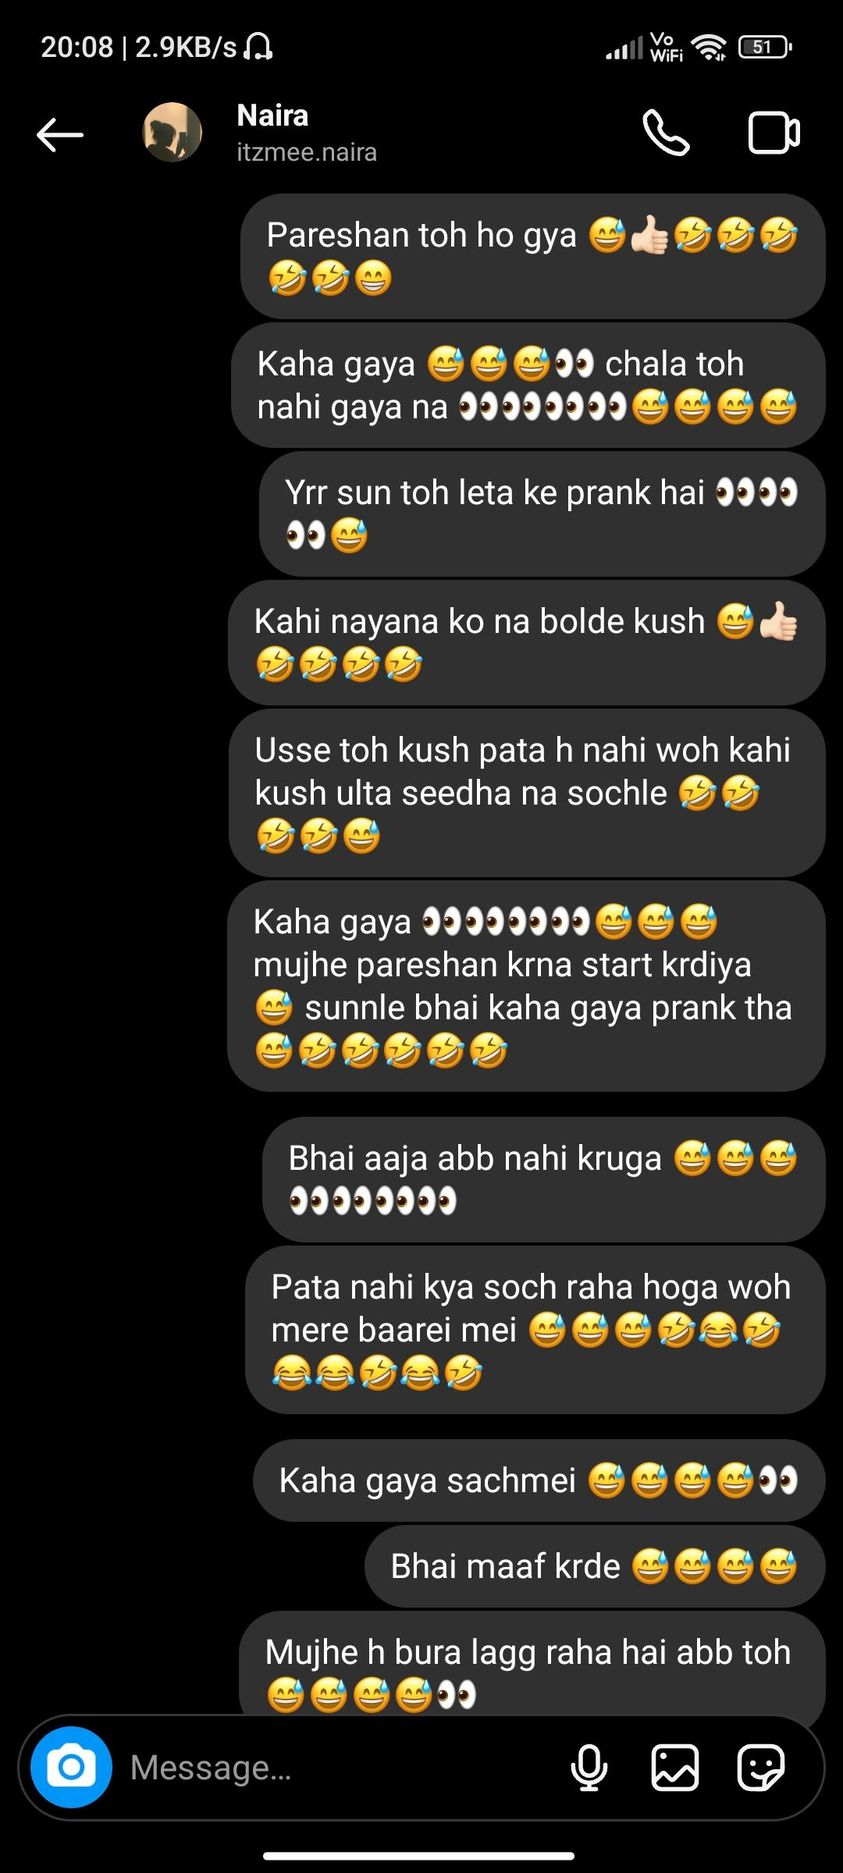 20:08 | 2.9KB/s Vo WiFi 51
Naira
itzmee.naira
Pareshan toh ho gya 😅👍🏻🤣🤣🤣
🤣🤣😁
Kaha gaya 😅😅😅👀 chala toh
nahi gaya na 👀👀👀👀😅😅😅😅
Yrr sun toh leta ke prank hai 👀👀
👀😅
Kahi nayana ko na bolde kush 😅👍🏻
🤣🤣🤣🤣
Usse toh kush pata h nahi woh kahi
kush ulta seedha na sochle 🤣🤣
🤣🤣😅
Kaha gaya 👀👀👀👀😅😅😅
mujhe pareshan krna start krdiya
😅 sunnle bhai kaha gaya prank tha
😅🤣🤣🤣🤣🤣
Bhai aaja abb nahi kruga 😅😅😅
👀👀👀👀
Pata nahi kya soch raha hoga woh
mere baarei mei 😅😅😅🤣😂🤣
😂😂🤣😂🤣
Kaha gaya sachmei 😅😅😅😅👀
Bhai maaf krde 😅😅😅😅
Mujhe h bura lagg raha hai abb toh
😅😅😅😅👀
Message...